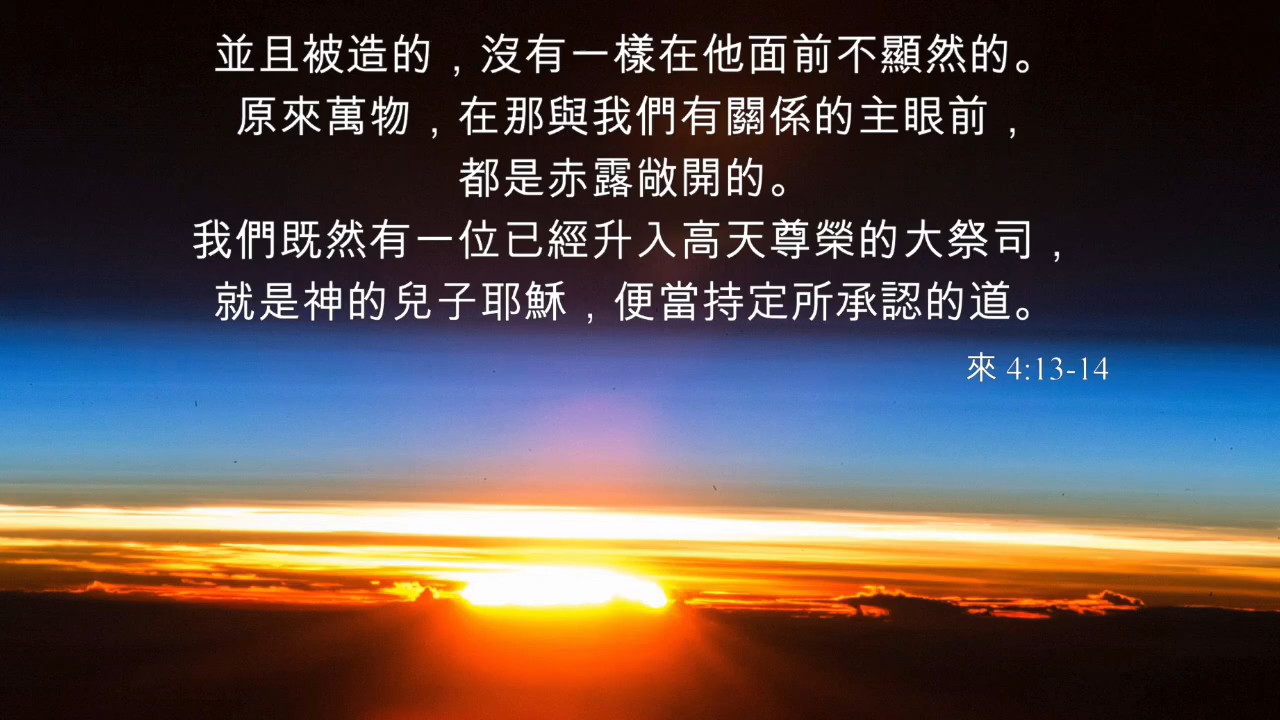 並且被造的，沒有一樣在他面前不顯然的。
原來萬物，在那與我們有關係的主眼前，
都是赤露敞開的。
我們既然有一位已經升入高天尊榮的大祭司，
就是神的兒子耶穌，便當持定所承認的道。
來 4:13-14